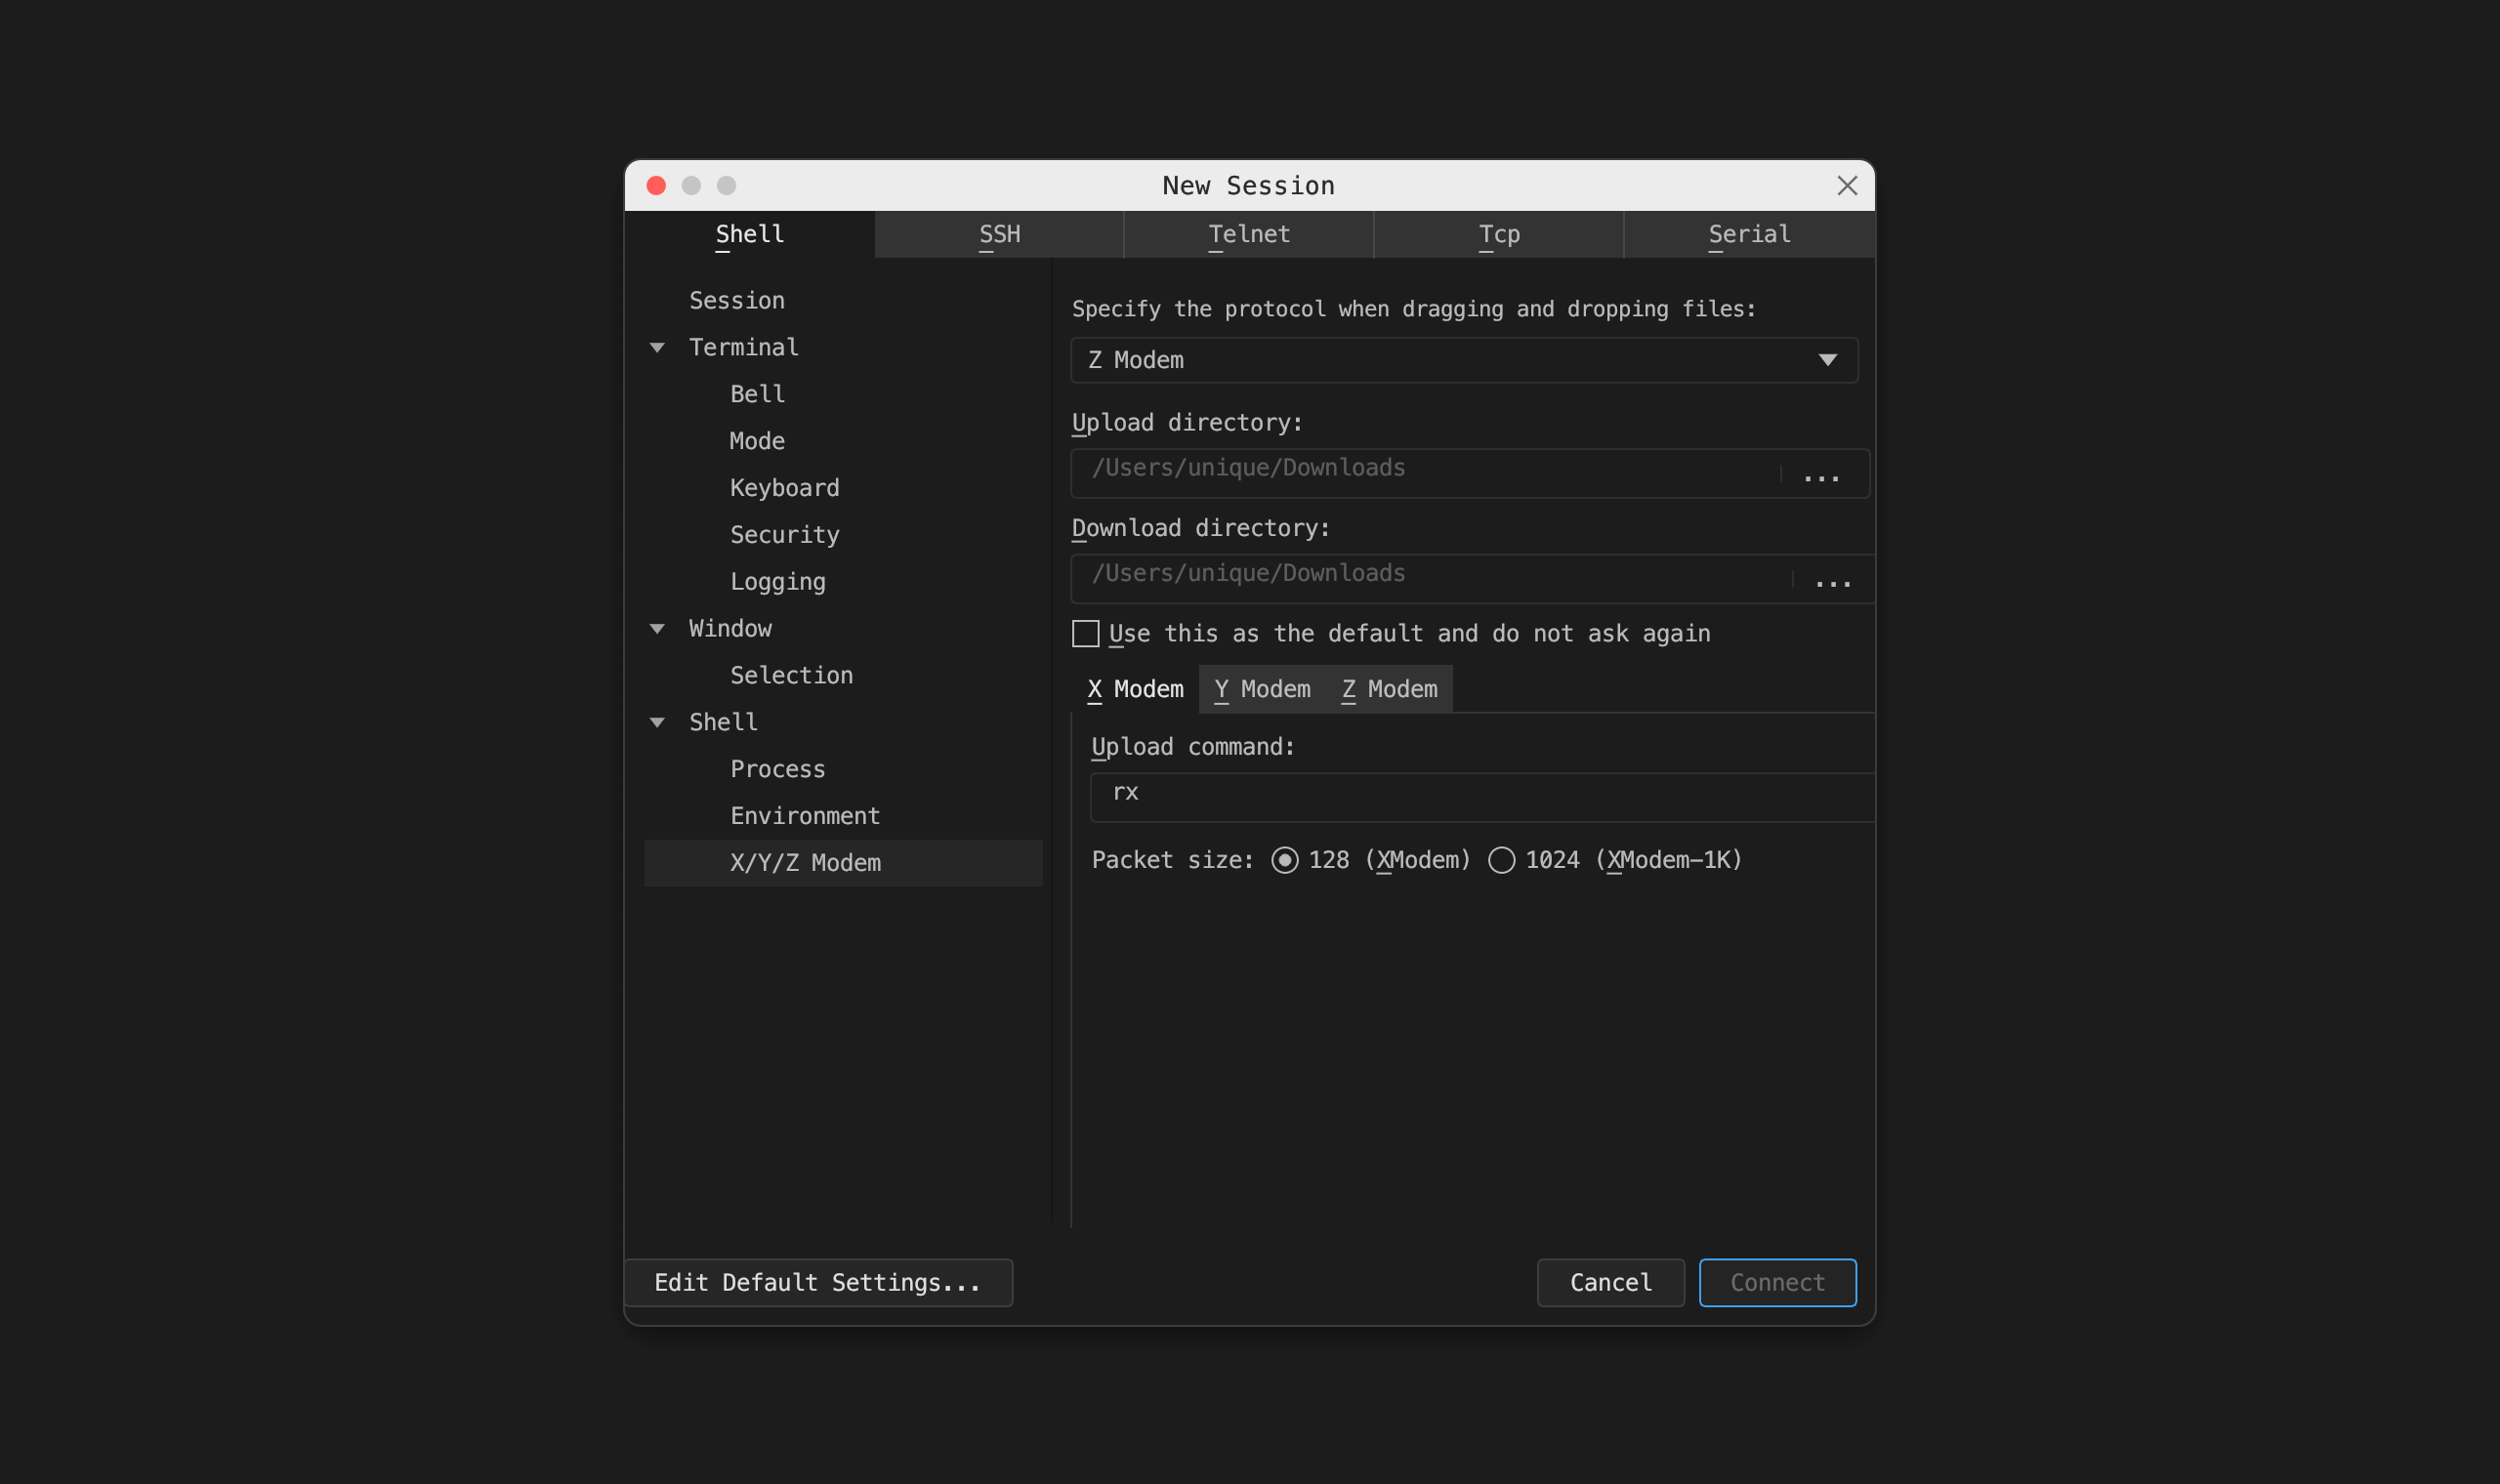 New Session
Shell SSH Telnet Tcp Serial
Session
Terminal
Bell
Mode
Keyboard
Security
Logging
Window
Selection
Shell
Process
Environment
X/Y/Z Modem
Specify the protocol when dragging and dropping files:
Z Modem
Upload directory:
/Users/unique/Downloads ...
Download directory:
/Users/unique/Downloads ...
Use this as the default and do not ask again
X Modem Y Modem Z Modem
Upload command:
rx
Packet size: 128 (XModem) 1024 (XModem-1K)
Edit Default Settings... Cancel Connect